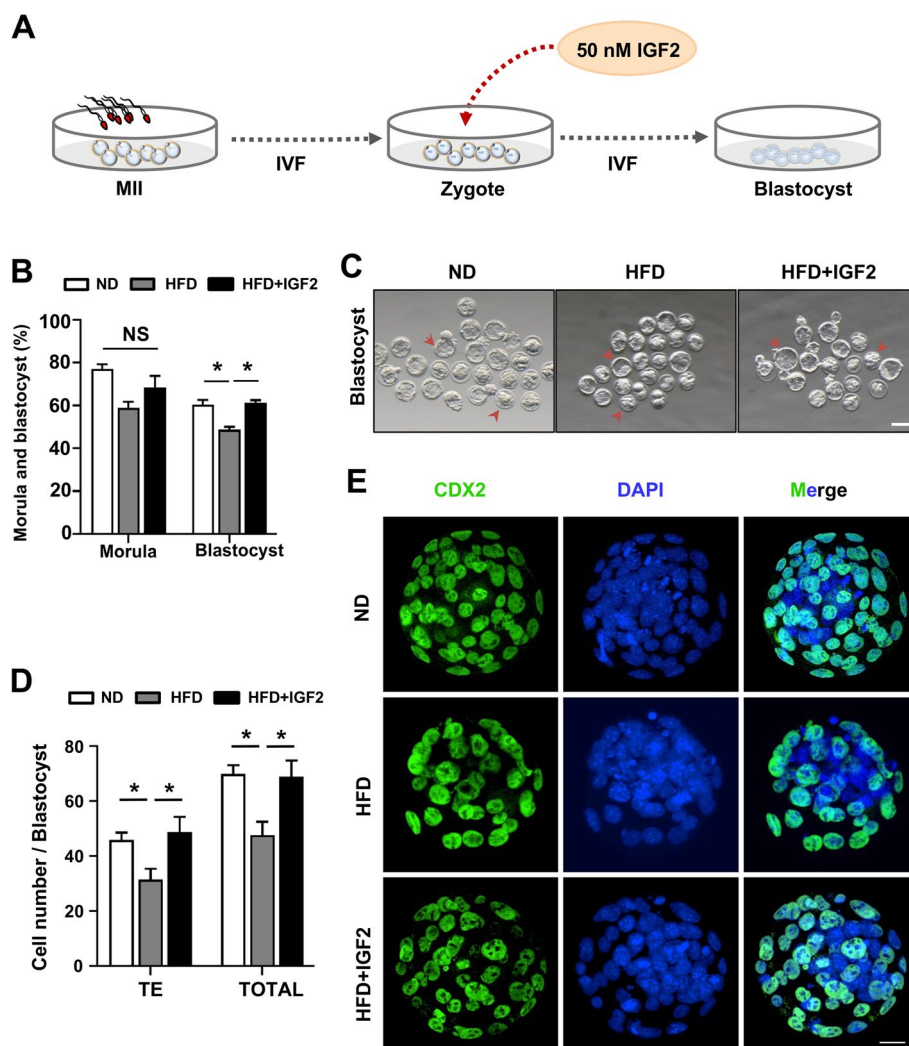 A
50 nM IGF2
IVF
IVF
MII
Zygote
Blastocyst
B
ND HFD HFD+IGF2
Morula and blastocyst (%)
100
80
60
40
20
0
NS
* *
Morula Blastocyst
C
ND HFD HFD+IGF2
Blastocyst
D
ND HFD HFD+IGF2
Cell number / Blastocyst
80
60
40
20
0
* *
* *
TE TOTAL
E
CDX2 DAPI Merge
ND
HFD
HFD+IGF2